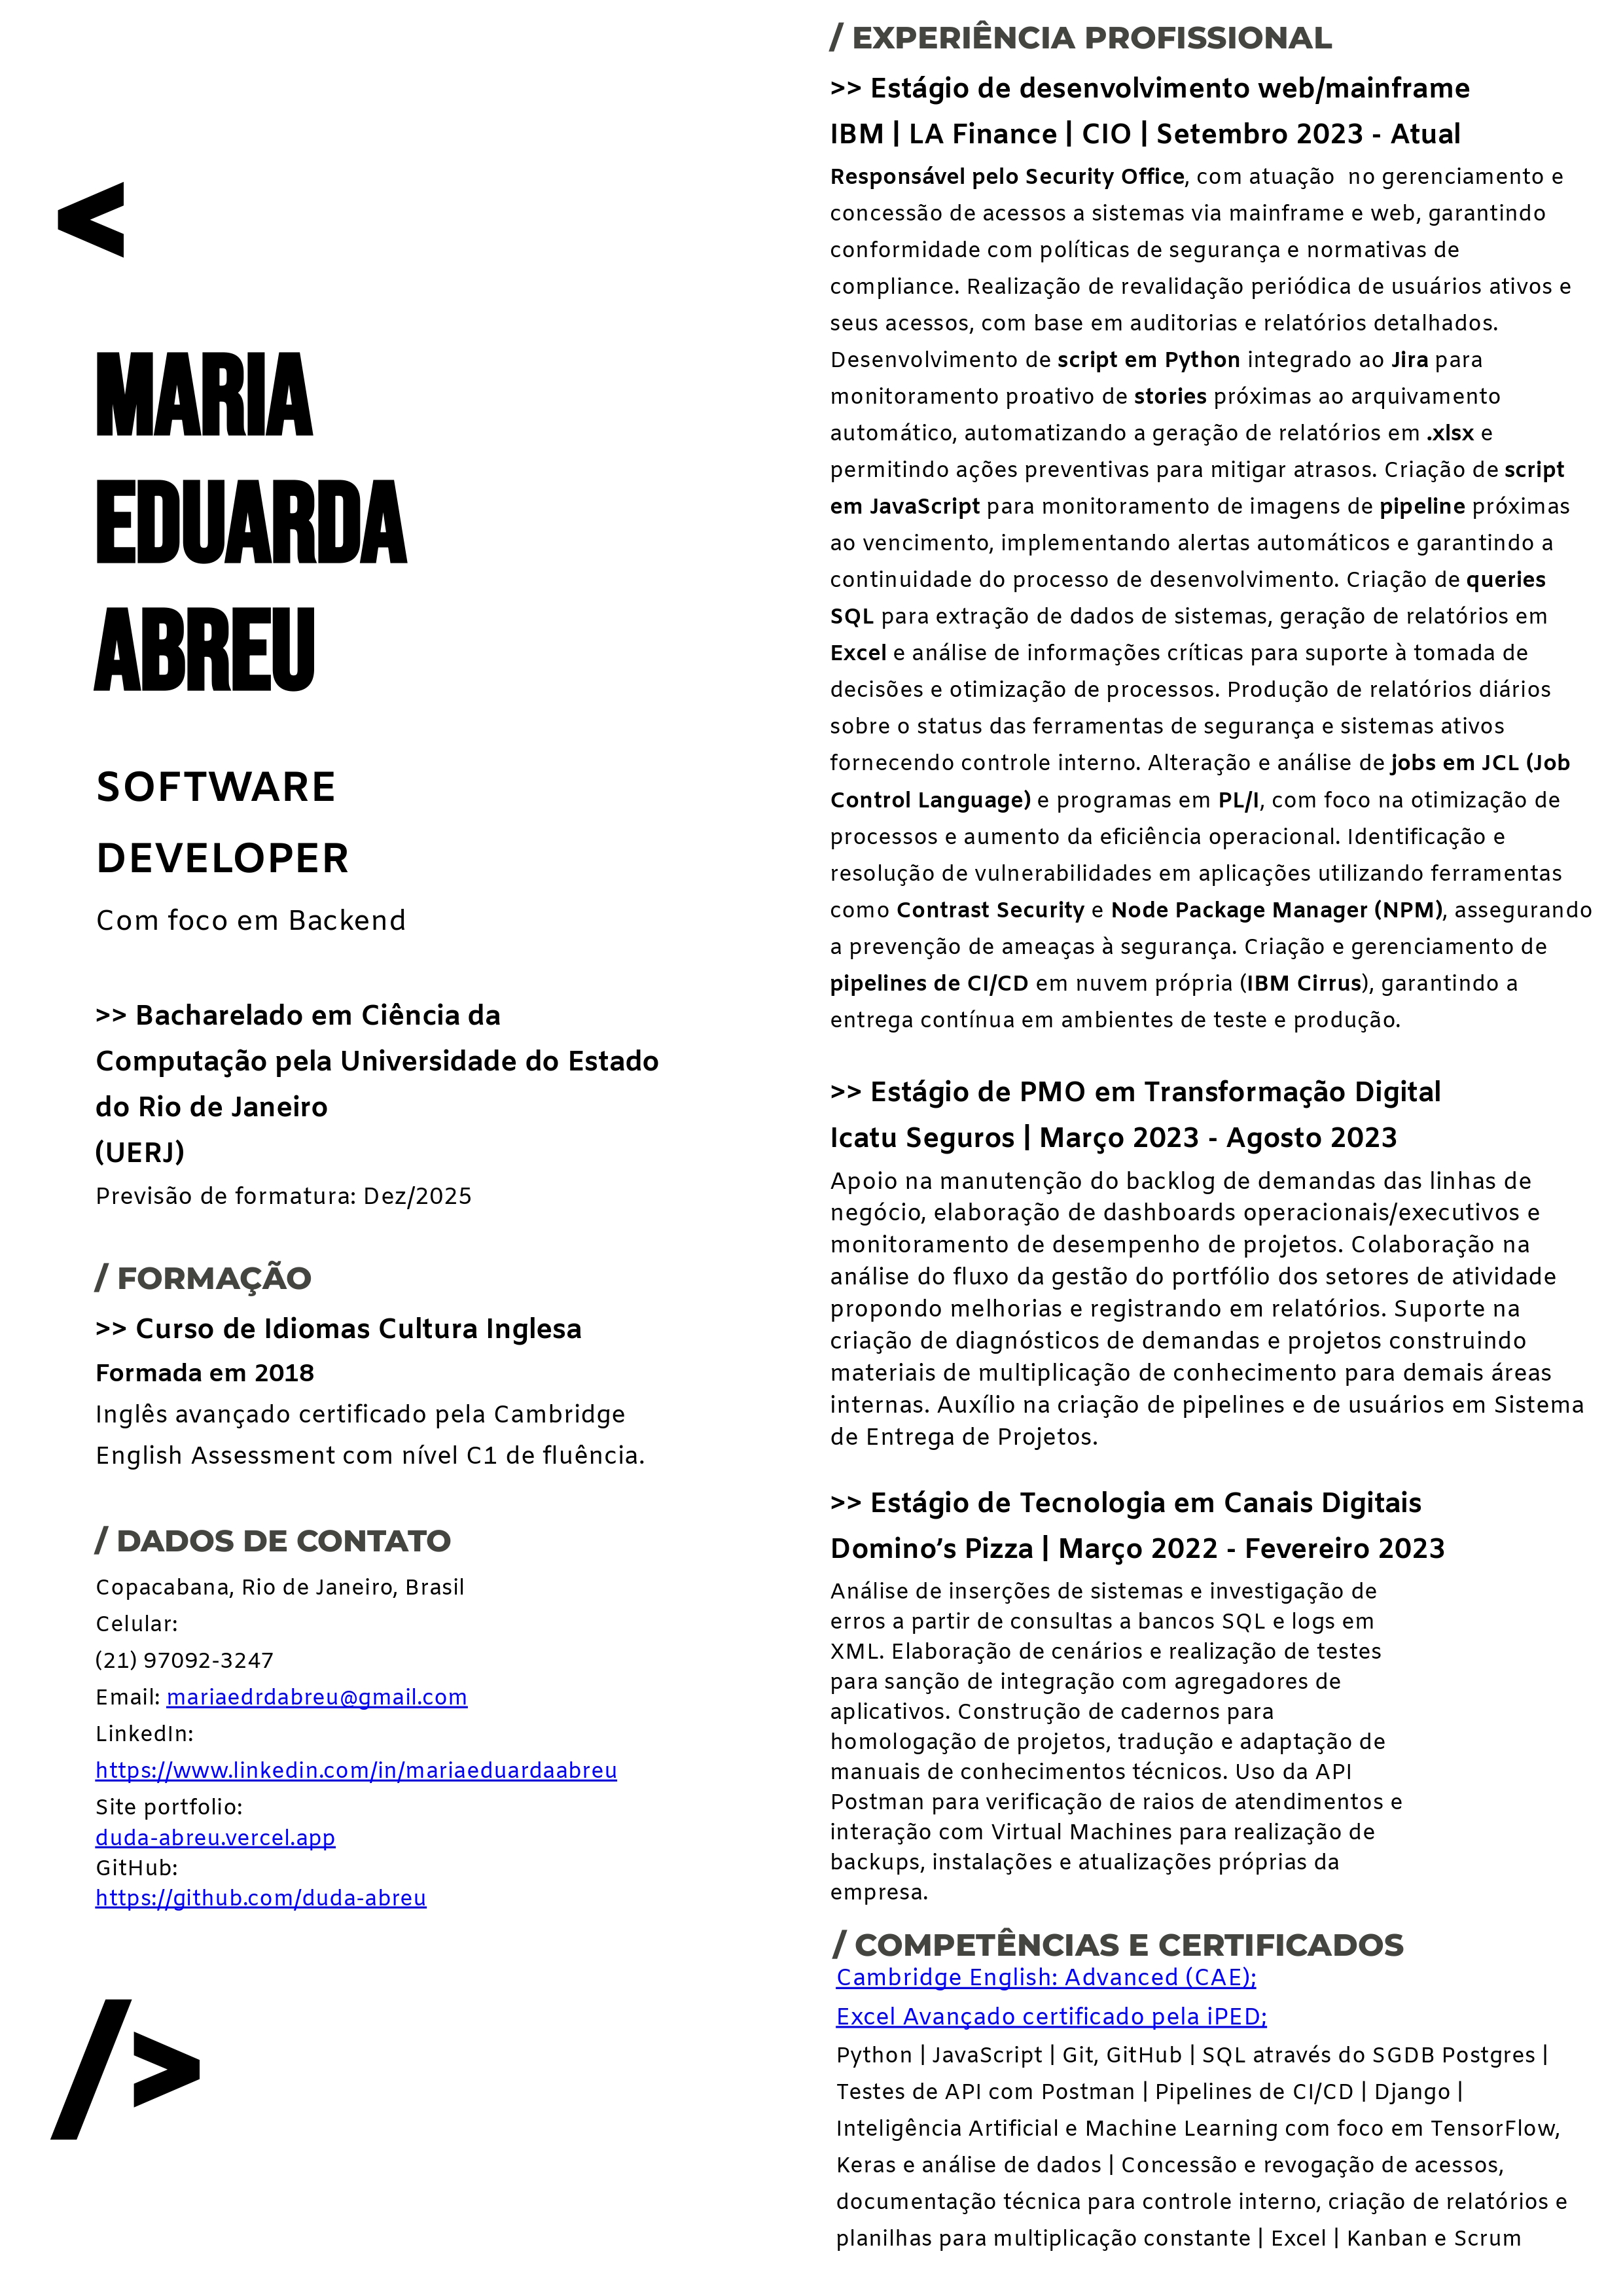 <
MARIA
EDUARDA
ABREU
SOFTWARE
DEVELOPER
Com foco em Backend
>> Bacharelado em Ciência da
Computação pela Universidade do Estado
do Rio de Janeiro
(UERJ)
Previsão de formatura: Dez/2025
/ FORMAÇÃO
>> Curso de Idiomas Cultura Inglesa
Formada em 2018
Inglês avançado certificado pela Cambridge
English Assessment com nível C1 de fluência.
/ DADOS DE CONTATO
Copacabana, Rio de Janeiro, Brasil
Celular:
(21) 97092-3247
Email: mariaedrdabreu@gmail.com
LinkedIn:
https://www.linkedin.com/in/mariaeduardaabreu
Site portfolio:
duda-abreu.vercel.app
GitHub:
https://github.com/duda-abreu
/>
/ EXPERIÊNCIA PROFISSIONAL
>> Estágio de desenvolvimento web/mainframe
IBM | LA Finance | CIO | Setembro 2023 - Atual
Responsável pelo Security Office, com atuação  no gerenciamento e
concessão de acessos a sistemas via mainframe e web, garantindo
conformidade com políticas de segurança e normativas de
compliance. Realização de revalidação periódica de usuários ativos e
seus acessos, com base em auditorias e relatórios detalhados.
Desenvolvimento de script em Python integrado ao Jira para
monitoramento proativo de stories próximas ao arquivamento
automático, automatizando a geração de relatórios em .xlsx e
permitindo ações preventivas para mitigar atrasos. Criação de script
em JavaScript para monitoramento de imagens de pipeline próximas
ao vencimento, implementando alertas automáticos e garantindo a
continuidade do processo de desenvolvimento. Criação de queries
SQL para extração de dados de sistemas, geração de relatórios em
Excel e análise de informações críticas para suporte à tomada de
decisões e otimização de processos. Produção de relatórios diários
sobre o status das ferramentas de segurança e sistemas ativos
fornecendo controle interno. Alteração e análise de jobs em JCL (Job
Control Language) e programas em PL/I, com foco na otimização de
processos e aumento da eficiência operacional. Identificação e
resolução de vulnerabilidades em aplicações utilizando ferramentas
como Contrast Security e Node Package Manager (NPM), assegurando
a prevenção de ameaças à segurança. Criação e gerenciamento de
pipelines de CI/CD em nuvem própria (IBM Cirrus), garantindo a
entrega contínua em ambientes de teste e produção.
>> Estágio de PMO em Transformação Digital
Icatu Seguros | Março 2023 - Agosto 2023
Apoio na manutenção do backlog de demandas das linhas de
negócio, elaboração de dashboards operacionais/executivos e
monitoramento de desempenho de projetos. Colaboração na
análise do fluxo da gestão do portfólio dos setores de atividade
propondo melhorias e registrando em relatórios. Suporte na
criação de diagnósticos de demandas e projetos construindo
materiais de multiplicação de conhecimento para demais áreas
internas. Auxílio na criação de pipelines e de usuários em Sistema
de Entrega de Projetos.
>> Estágio de Tecnologia em Canais Digitais
Domino’s Pizza | Março 2022 - Fevereiro 2023
Análise de inserções de sistemas e investigação de
erros a partir de consultas a bancos SQL e logs em
XML. Elaboração de cenários e realização de testes
para sanção de integração com agregadores de
aplicativos. Construção de cadernos para
homologação de projetos, tradução e adaptação de
manuais de conhecimentos técnicos. Uso da API
Postman para verificação de raios de atendimentos e
interação com Virtual Machines para realização de
backups, instalações e atualizações próprias da
empresa.
/ COMPETÊNCIAS E CERTIFICADOS
Cambridge English: Advanced (CAE);
Excel Avançado certificado pela iPED;
Python | JavaScript | Git, GitHub | SQL através do SGDB Postgres |
Testes de API com Postman | Pipelines de CI/CD | Django |
Inteligência Artificial e Machine Learning com foco em TensorFlow,
Keras e análise de dados | Concessão e revogação de acessos,
documentação técnica para controle interno, criação de relatórios e
planilhas para multiplicação constante | Excel | Kanban e Scrum